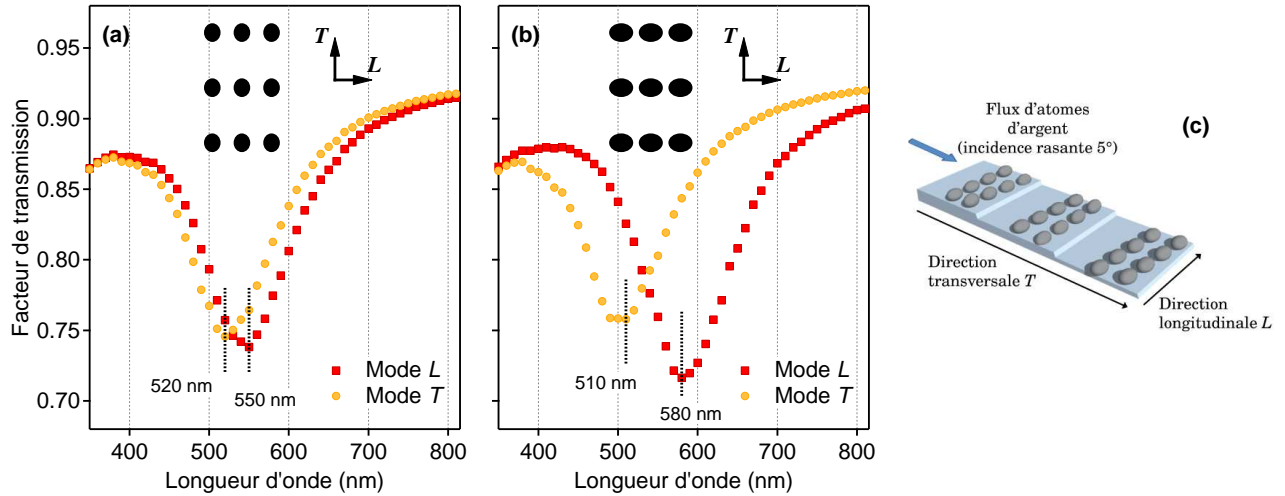 (a)
T
L
0.95
0.90
0.85
0.80
0.75
0.70
Facteur de transmission
520 nm
550 nm
Mode L
Mode T
400
500
600
700
800
Longueur d'onde (nm)
(b)
T
L
510 nm
580 nm
Mode L
Mode T
400
500
600
700
800
Longueur d'onde (nm)
(c)
Flux d'atomes
d'argent
(incidence rasante 5°)
Direction
transversale T
Direction
longitudinale L